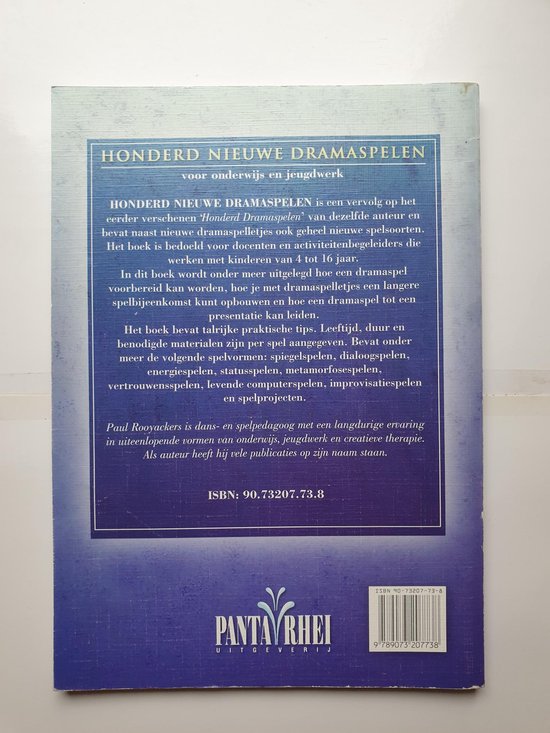 HONDERD NIEUWE DRAMASPELEN
voor onderwijs en jeugdwerk
HONDERD NIEUWE DRAMASPELEN is een vervolg op het
eerder verschenen 'Honderd Dramaspelen' van dezelfde auteur en
bevat naast nieuwe dramaspelletjes ook geheel nieuwe spelsoorten.
Het boek is bedoeld voor docenten en activiteitenbegeleiders die
werken met kinderen van 4 tot 16 jaar.
In dit boek wordt onder meer uitgelegd hoe een dramaspel
voorbereid kan worden, hoe je met dramaspelletjes een langere
spelbijeenkomst kunt opbouwen en hoe een dramaspel tot een
presentatie kan leiden.
Het boek bevat talrijke praktische tips. Leeftijd, duur en
benodigde materialen zijn per spel aangegeven. Bevat onder
meer de volgende spelvormen: spiegelspelen, dialoogspelen,
energiespelen, statusspelen, metamorfosespelen,
vertrouwensspelen, levende computerspelen, improvisatiespelen
en spelprojecten.
Paul Rooyackers is dans- en spelpedagoog met een langdurige ervaring
in uiteenlopende vormen van onderwijs, jeugdwerk en creatieve therapie.
Als auteur heeft hij vele publicaties op zijn naam staan.
ISBN: 90.73207.73.8
ISBN 90-73207-73-8
9 789073 207738
PANTA RHEI
UITGEVERIJ